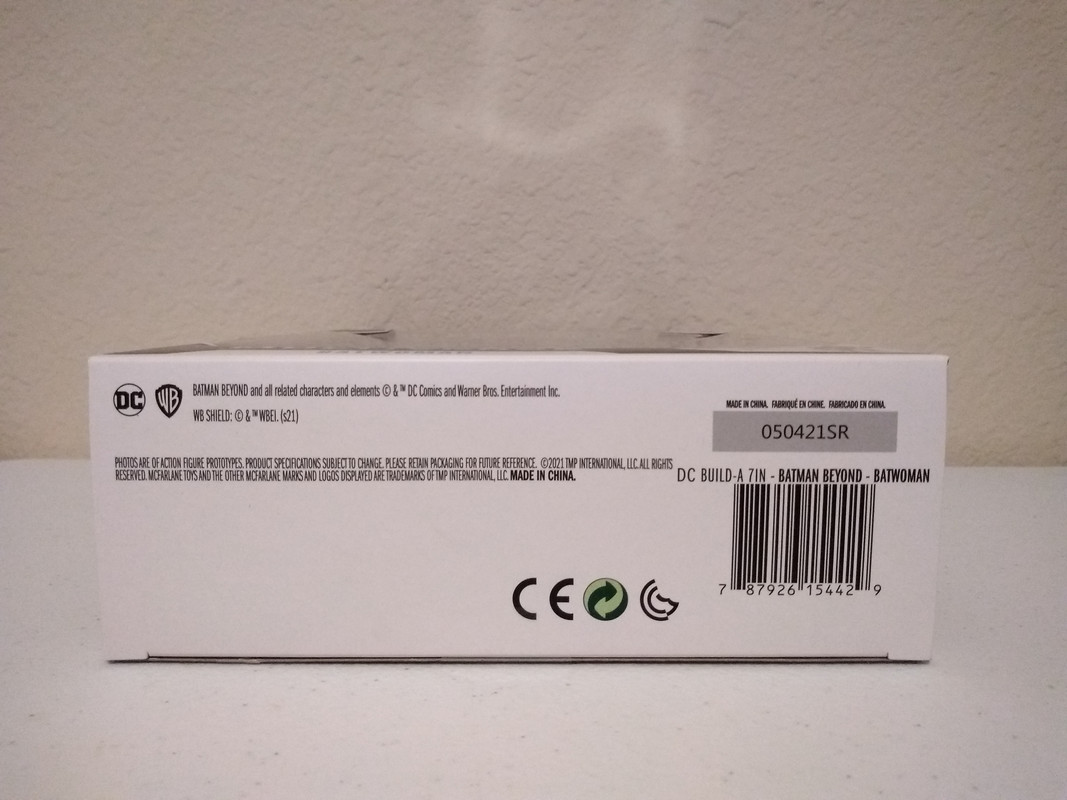 DC WB BATMAN BEYOND and all related characters and elements © & ™ DC Comics and Warner Bros. Entertainment Inc.
WB SHIELD: © & ™ WBEI. (s21)
PHOTOS ARE OF ACTION FIGURE PROTOTYPES. PRODUCT SPECIFICATIONS SUBJECT TO CHANGE. PLEASE RETAIN PACKAGING FOR FUTURE REFERENCE. ©2021 TMP INTERNATIONAL, LLC. ALL RIGHTS
RESERVED. MCFARLANE TOYS AND THE OTHER MCFARLANE MARKS AND LOGOS DISPLAYED ARE TRADEMARKS OF TMP INTERNATIONAL, LLC. MADE IN CHINA.
MADE IN CHINA. FABRIQUÉ EN CHINE. FABRICADO EN CHINA.
050421SR
DC BUILD-A 7IN - BATMAN BEYOND - BATWOMAN
7 87926 15442 9
CE